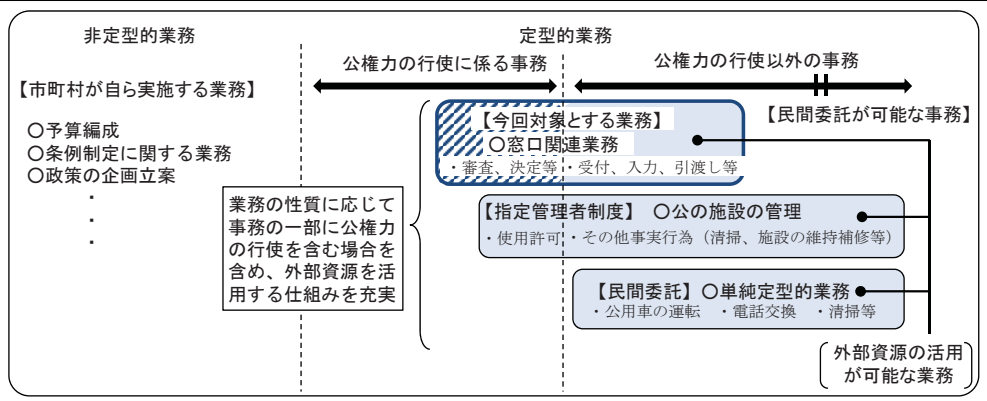 非定型的業務
定型的業務
公権力の行使に係る事務
公権力の行使以外の事務
【市町村が自ら実施する業務】
〇予算編成
〇条例制定に関する業務
〇政策の企画立案
・
・
・
業務の性質に応じて
事務の一部に公権力
の行使を含む場合を
含め、外部資源を活
用する仕組みを充実
【民間委託が可能な事務】
【今回対象とする業務】
〇窓口関連業務
・審査、決定等・受付、入力、引渡し等
【指定管理者制度】 〇公の施設の管理
・使用許可・その他事実行為（清掃、施設の維持補修等）
【民間委託】〇単純定型的業務
・公用車の運転 ・電話交換 ・清掃等
外部資源の活用
が可能な業務